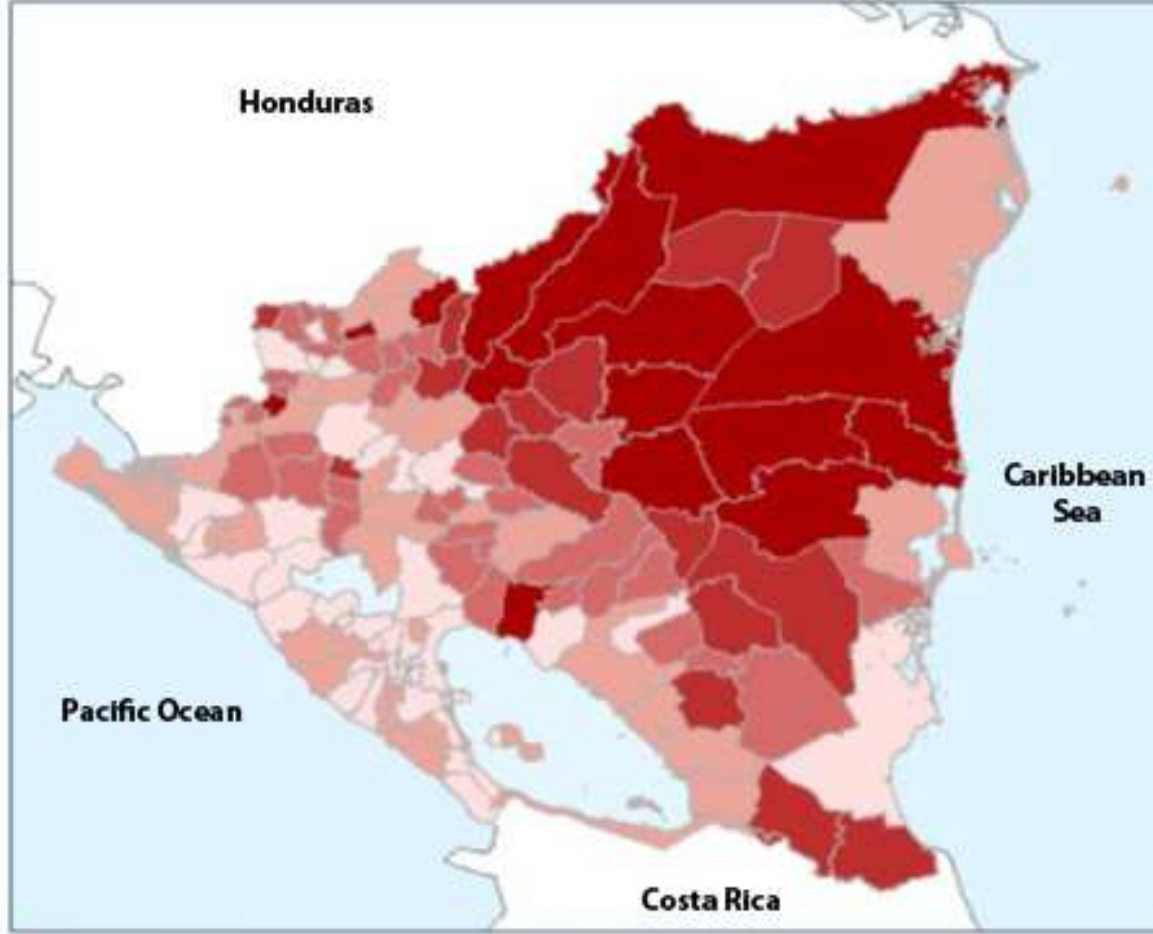 Honduras
Caribbean
Sea
Pacific Ocean
Costa Rica